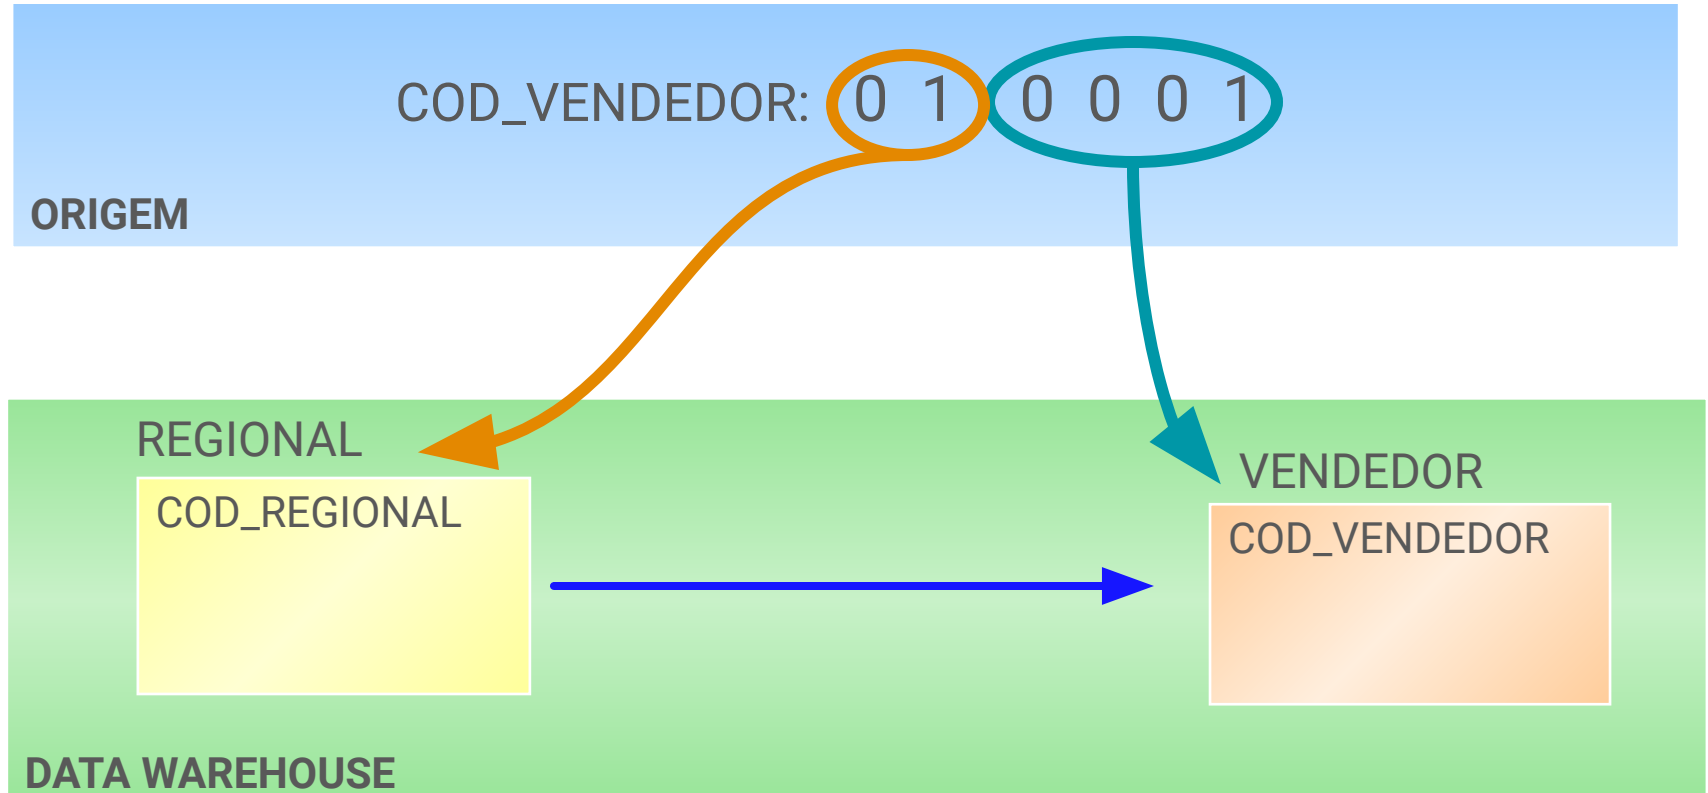 COD_VENDEDOR: 0 1 0 0 0 1
ORIGEM
REGIONAL
COD_REGIONAL
VENDEDOR
COD_VENDEDOR
DATA WAREHOUSE